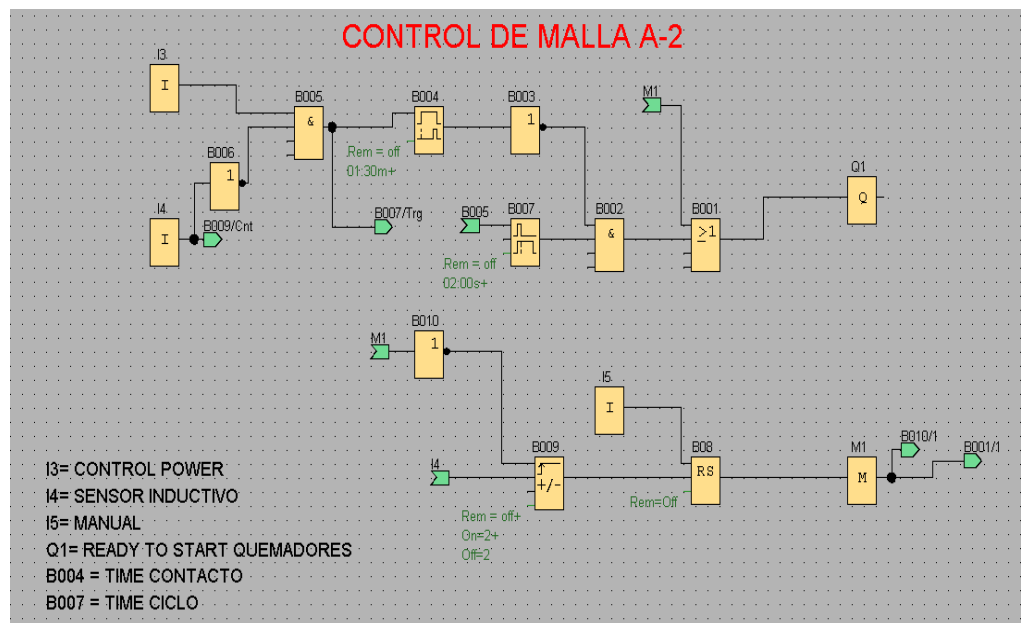 CONTROL DE MALLA A-2
I3
I
B005
&
B004
Rem = off
01:30m+
B003
1
M1
B006
1
I4
I
B009/Cnt
B007/Trg
B005
B007
Rem = off
02:00s+
B002
&
B001
≥1
Q1
Q
M1
B010
1
I5
I
I4
B009
+/-
Rem = off+
On=2+
Off=2
B08
RS
Rem=Off
M1
M
B010/1
B001/1
I3= CONTROL POWER
I4= SENSOR INDUCTIVO
I5= MANUAL
Q1= READY TO START QUEMADORES
B004 = TIME CONTACTO
B007 = TIME CICLO